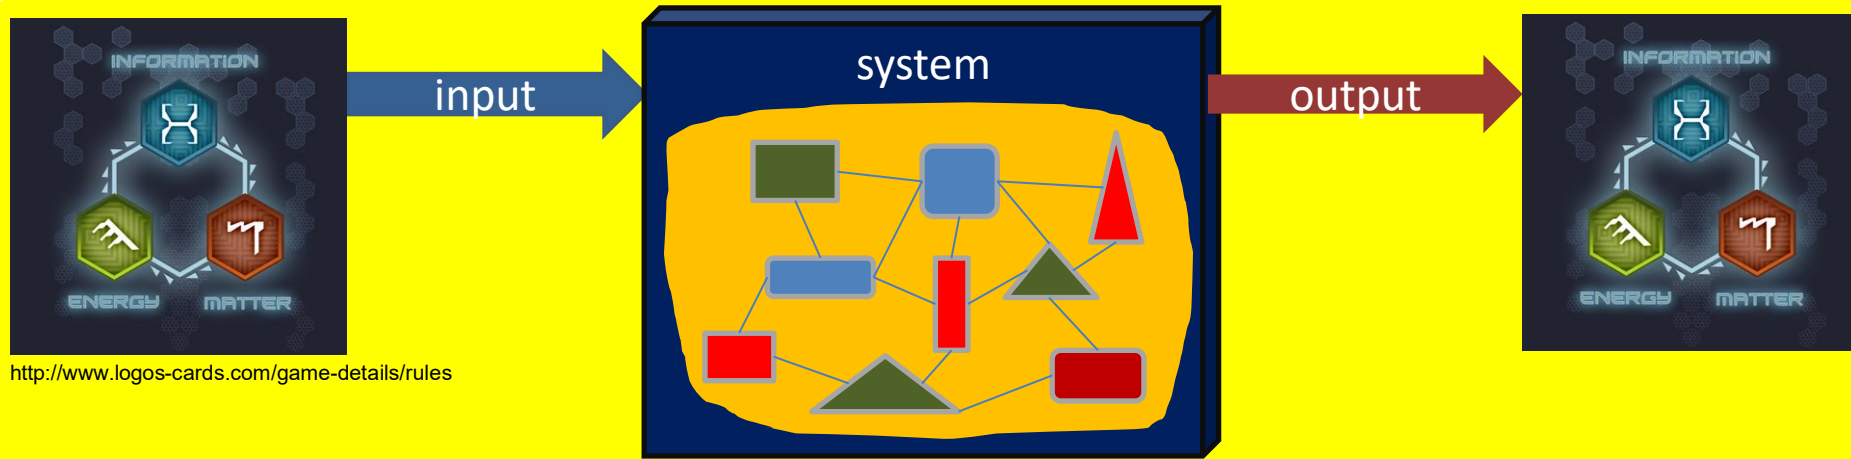 INFORMATION
ENERGY MATTER
http://www.logos-cards.com/game-details/rules
input
system
output
INFORMATION
ENERGY MATTER